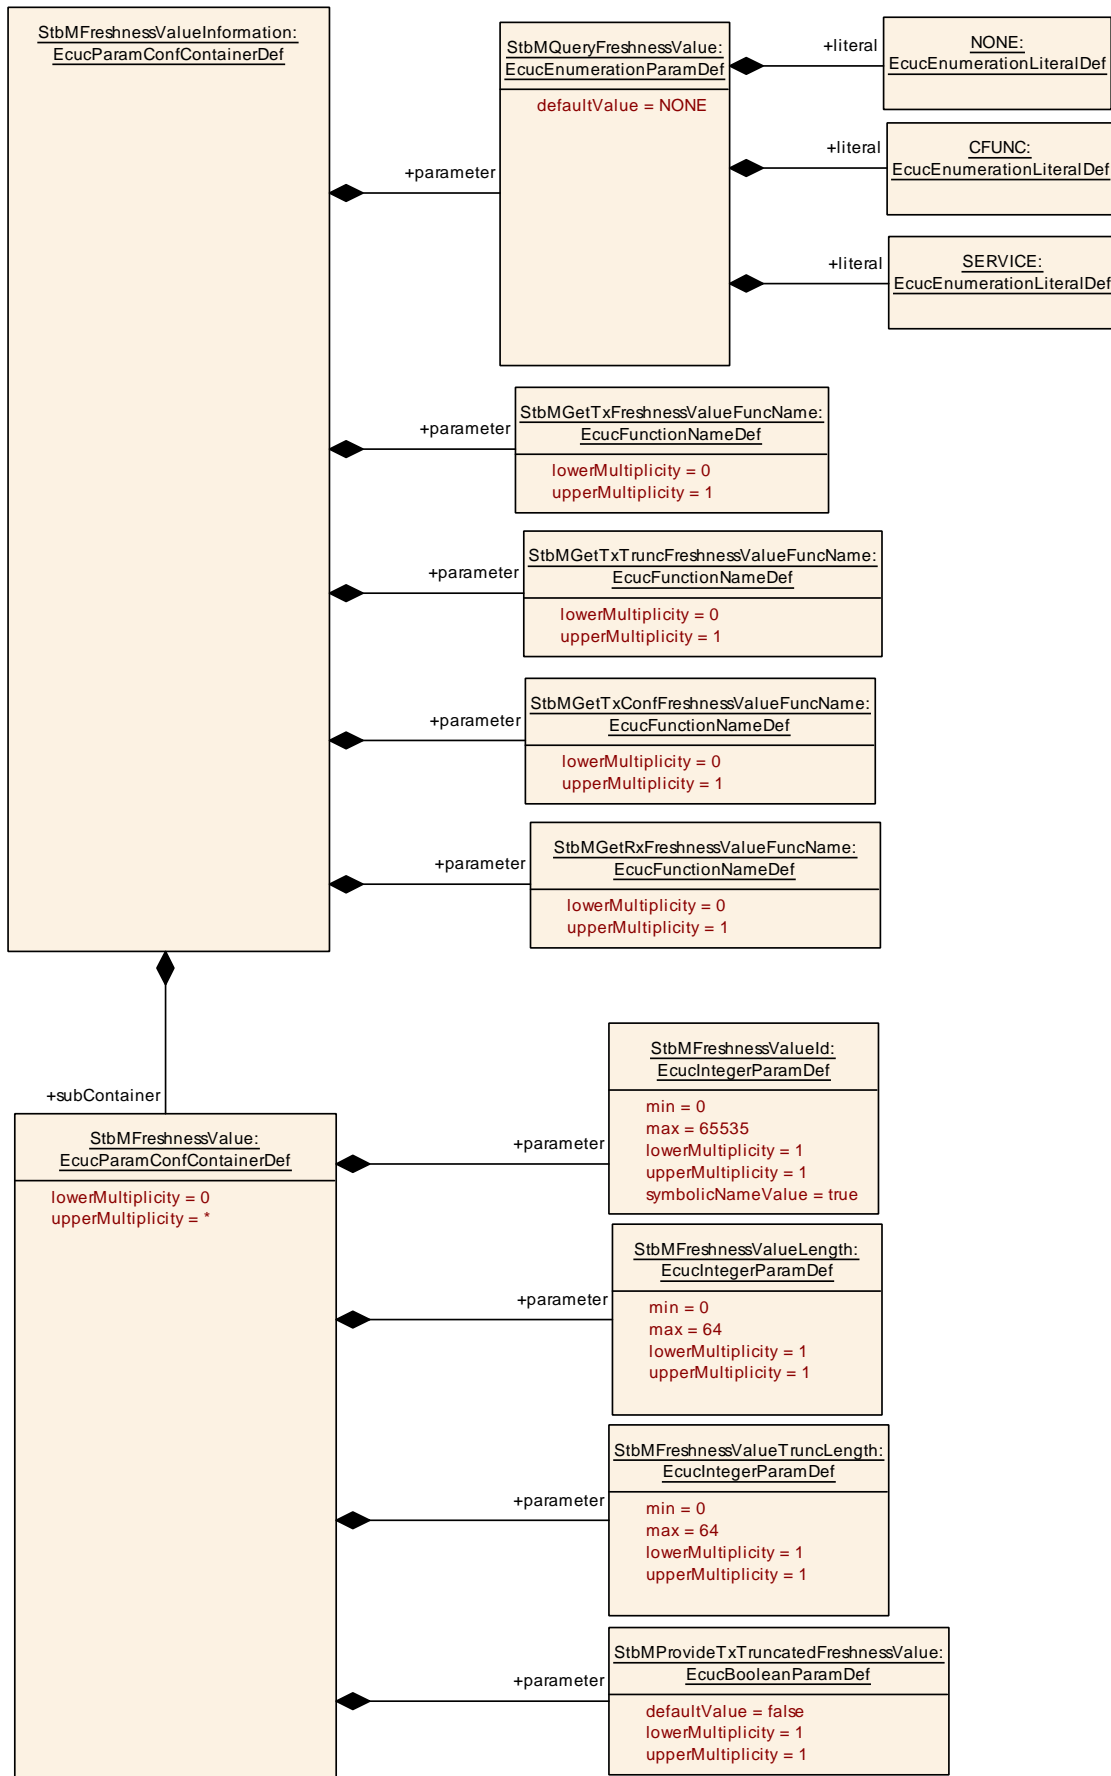 StbMFreshnessValueInformation:
EcucParamConfContainerDef
+parameter
StbMQueryFreshnessValue:
EcucEnumerationParamDef
defaultValue = NONE
+literal
NONE:
EcucEnumerationLiteralDef
+literal
CFUNC:
EcucEnumerationLiteralDef
+literal
SERVICE:
EcucEnumerationLiteralDef
+parameter
StbMGetTxFreshnessValueFuncName:
EcucFunctionNameDef
lowerMultiplicity = 0
upperMultiplicity = 1
+parameter
StbMGetTxTruncFreshnessValueFuncName:
EcucFunctionNameDef
lowerMultiplicity = 0
upperMultiplicity = 1
+parameter
StbMGetTxConfFreshnessValueFuncName:
EcucFunctionNameDef
lowerMultiplicity = 0
upperMultiplicity = 1
+parameter
StbMGetRxFreshnessValueFuncName:
EcucFunctionNameDef
lowerMultiplicity = 0
upperMultiplicity = 1
+subContainer
StbMFreshnessValue:
EcucParamConfContainerDef
lowerMultiplicity = 0
upperMultiplicity = *
+parameter
StbMFreshnessValueId:
EcucIntegerParamDef
min = 0
max = 65535
lowerMultiplicity = 1
upperMultiplicity = 1
symbolicNameValue = true
+parameter
StbMFreshnessValueLength:
EcucIntegerParamDef
min = 0
max = 64
lowerMultiplicity = 1
upperMultiplicity = 1
+parameter
StbMFreshnessValueTruncLength:
EcucIntegerParamDef
min = 0
max = 64
lowerMultiplicity = 1
upperMultiplicity = 1
+parameter
StbMProvideTxTruncatedFreshnessValue:
EcucBooleanParamDef
defaultValue = false
lowerMultiplicity = 1
upperMultiplicity = 1